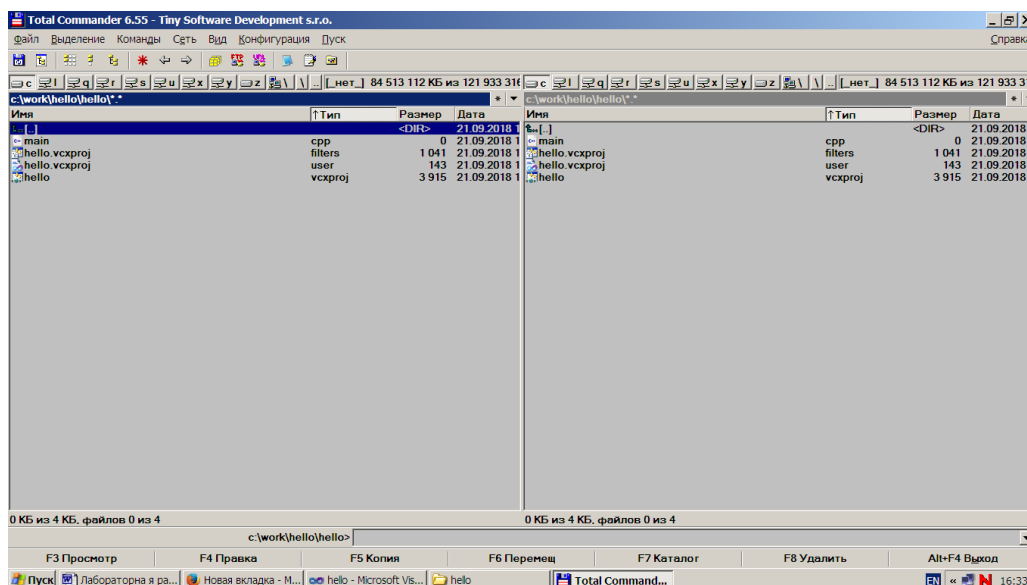 Total Commander 6.55 - Tiny Software Development s.r.o.
Файл Выделение Команды Сеть Вид Конфигурация Пуск Справка
c l q r s u x y z \ \ .. [_нет_] 84 513 112 КБ из 121 933 316 c l q r s u x y z \ \ .. [_нет_] 84 513 112 КБ из 121 933 3
c:\work\hello\hello\*.* * c:\work\hello\hello\*.* *
Имя ↑Тип Размер Дата Имя ↑Тип Размер Дата
[..] <DIR> 21.09.2018 1 [..] <DIR> 21.09.2018
main cpp 0 21.09.2018 1 main cpp 0 21.09.2018
hello.vcxproj filters 1 041 21.09.2018 1 hello.vcxproj filters 1 041 21.09.2018
hello.vcxproj user 143 21.09.2018 1 hello.vcxproj user 143 21.09.2018
hello vcxproj 3 915 21.09.2018 1 hello vcxproj 3 915 21.09.2018
0 КБ из 4 КБ, файлов 0 из 4 0 КБ из 4 КБ, файлов 0 из 4
c:\work\hello\hello>
F3 Просмотр F4 Правка F5 Копия F6 Перемещ F7 Каталог F8 Удалить Alt+F4 Выход
Пуск Лабораторна я ра... Новая вкладка - M... hello - Microsoft Vis... hello Total Command... EN « N 16:33